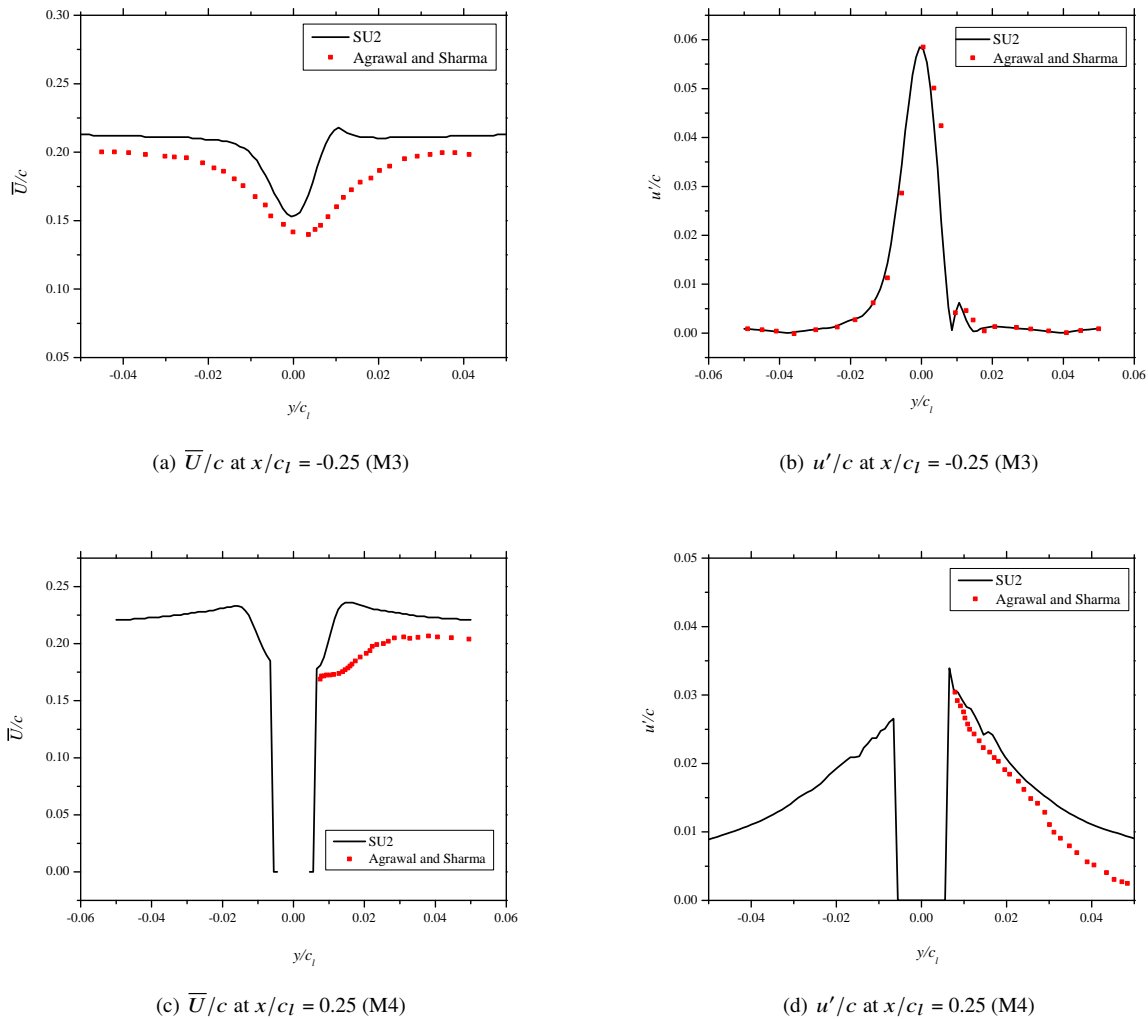 0.30
0.25
0.20
0.15
0.10
0.05
-0.04 -0.02 0.00 0.02 0.04
U̅/c
y/c_l
SU2
Agrawal and Sharma
(a) U̅/c at x/c_l = -0.25 (M3)
0.06
0.05
0.04
0.03
0.02
0.01
0.00
-0.06 -0.04 -0.02 0.00 0.02 0.04 0.06
u'/c
y/c_l
SU2
Agrawal and Sharma
(b) u′/c at x/c_l = -0.25 (M3)
0.25
0.20
0.15
0.10
0.05
0.00
-0.06 -0.04 -0.02 0.00 0.02 0.04 0.06
U̅/c
y/c_l
SU2
Agrawal and Sharma
(c) U̅/c at x/c_l = 0.25 (M4)
0.05
0.04
0.03
0.02
0.01
0.00
-0.04 -0.02 0.00 0.02 0.04
u'/c
y/c_l
SU2
Agrawal and Sharma
(d) u′/c at x/c_l = 0.25 (M4)